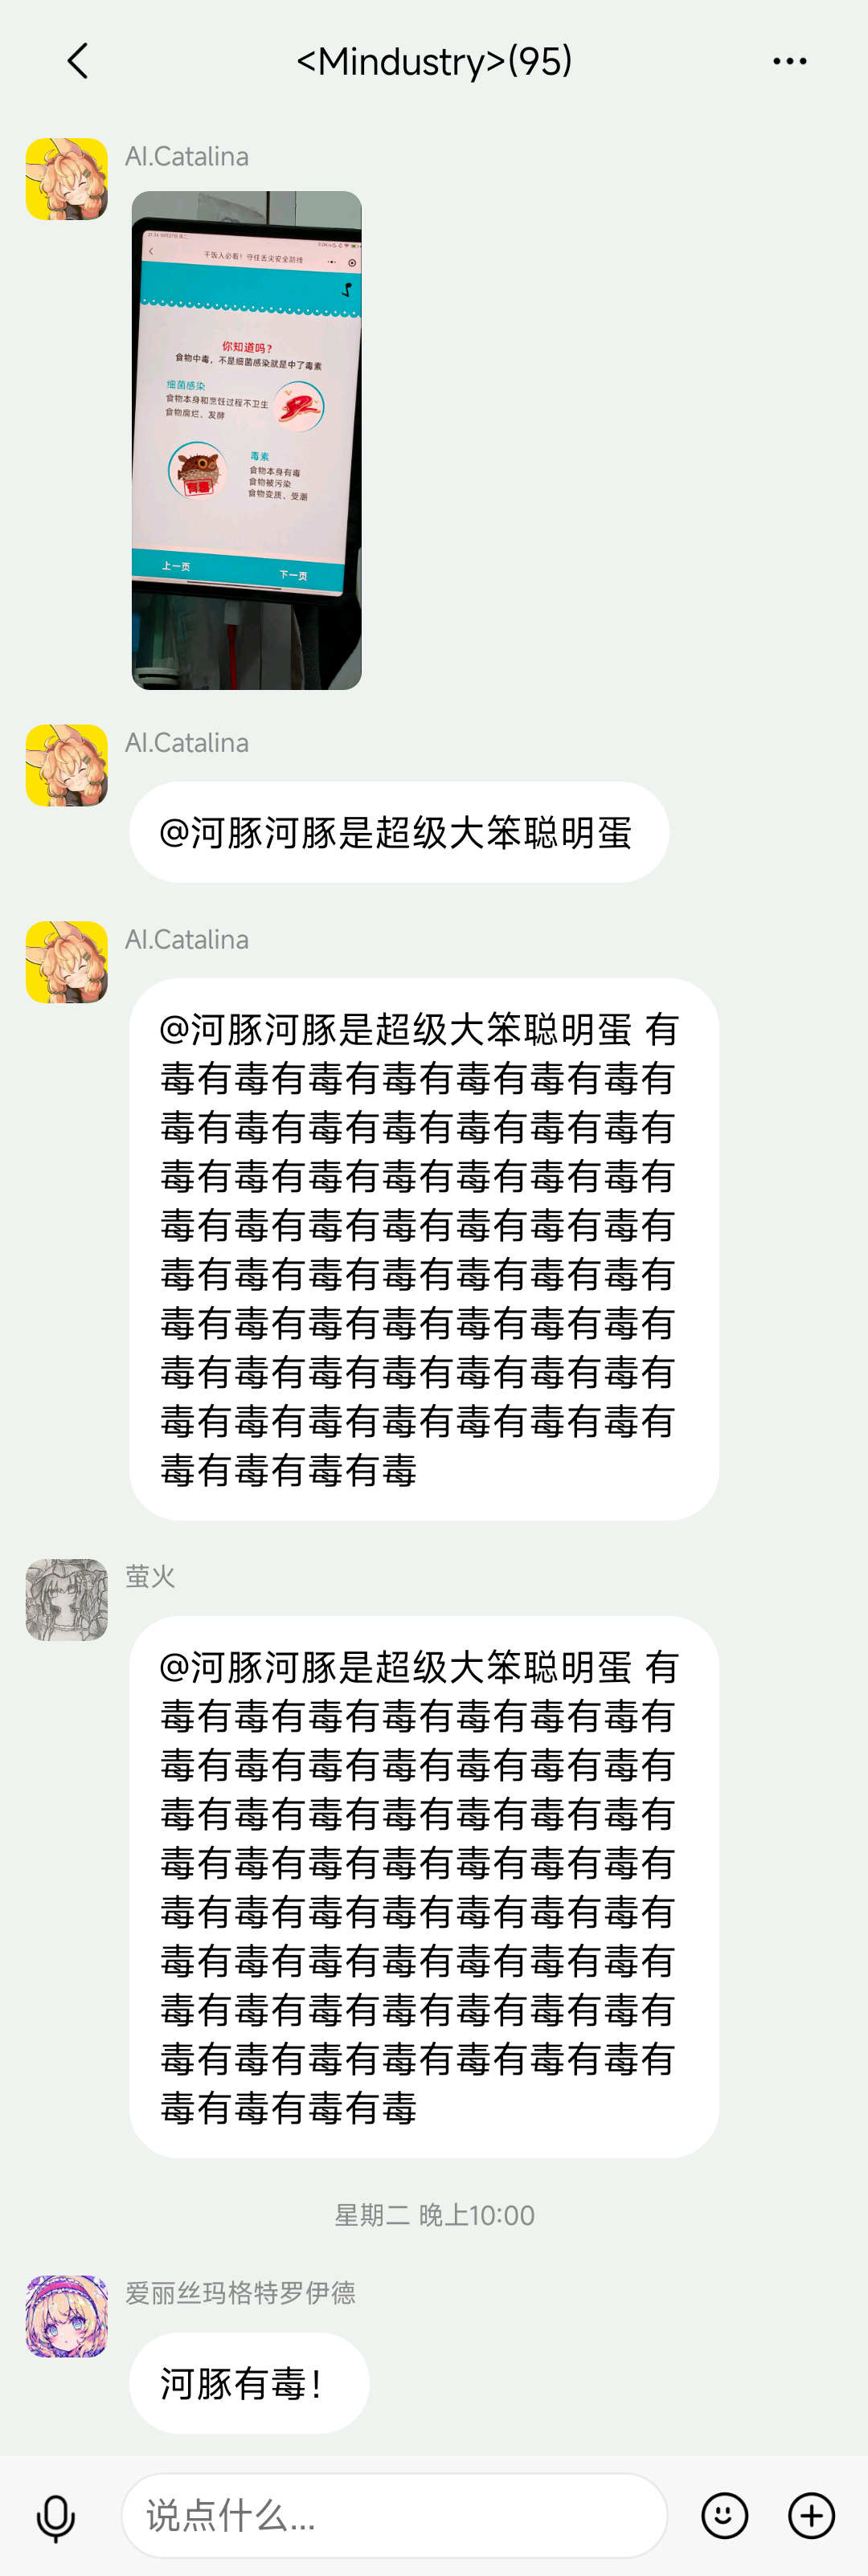 <Mindustry>(95)
AI.Catalina
干饭人必看！守住舌尖安全防线
你知道吗？
食物中毒，不是细菌感染就是中了毒素
细菌感染
食物本身和烹饪过程不卫生
食物腐烂、发酵
有毒
毒素
食物本身有毒
食物被污染
食物变质、受潮
上一页
下一页
AI.Catalina
@河豚河豚是超级大笨聪明蛋
AI.Catalina
@河豚河豚是超级大笨聪明蛋 有
毒有毒有毒有毒有毒有毒有毒有
毒有毒有毒有毒有毒有毒有毒有
毒有毒有毒有毒有毒有毒有毒有
毒有毒有毒有毒有毒有毒有毒有
毒有毒有毒有毒有毒有毒有毒有
毒有毒有毒有毒有毒有毒有毒有
毒有毒有毒有毒有毒有毒有毒有
毒有毒有毒有毒有毒有毒有毒有
毒有毒有毒有毒
萤火
@河豚河豚是超级大笨聪明蛋 有
毒有毒有毒有毒有毒有毒有毒有
毒有毒有毒有毒有毒有毒有毒有
毒有毒有毒有毒有毒有毒有毒有
毒有毒有毒有毒有毒有毒有毒有
毒有毒有毒有毒有毒有毒有毒有
毒有毒有毒有毒有毒有毒有毒有
毒有毒有毒有毒有毒有毒有毒有
毒有毒有毒有毒有毒有毒有毒有
毒有毒有毒有毒
星期二 晚上10:00
爱丽丝玛格特罗伊德
河豚有毒！
说点什么...